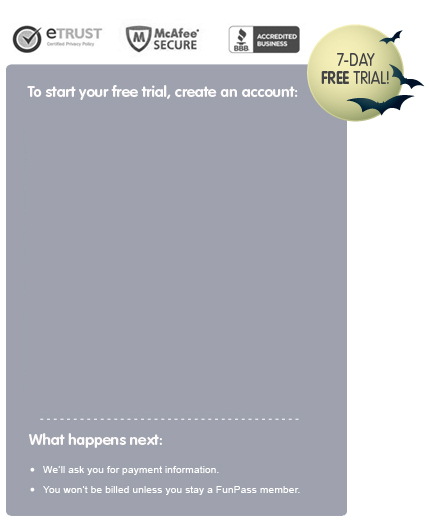 eTRUST
Certified Privacy Policy
M McAfee®
SECURE
BBB
ACCREDITED
BUSINESS
7-DAY
FREE TRIAL!
To start your free trial, create an account:
What happens next:
• We'll ask you for payment information.
• You won't be billed unless you stay a FunPass member.